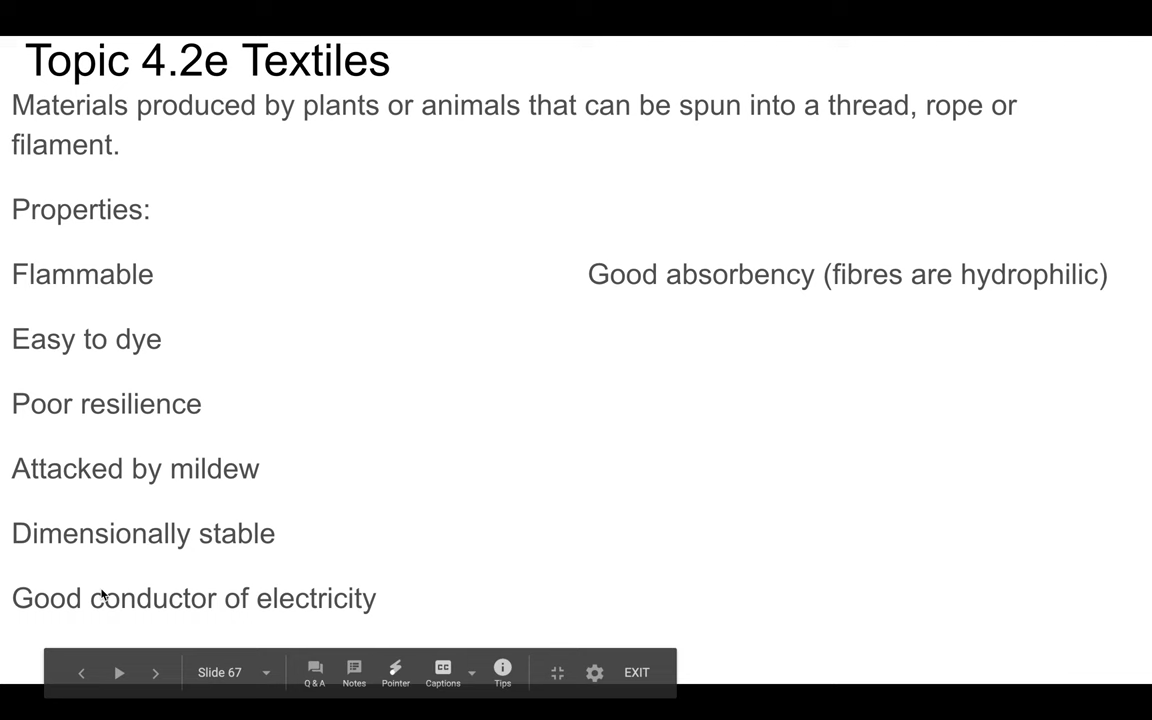 Topic 4.2e Textiles
Materials produced by plants or animals that can be spun into a thread, rope or
filament.
Properties:
Flammable
Good absorbency (fibres are hydrophilic)
Easy to dye
Poor resilience
Attacked by mildew
Dimensionally stable
Good conductor of electricity
Slide 67
Q & A
Notes
Pointer
CC
Captions
Tips
EXIT